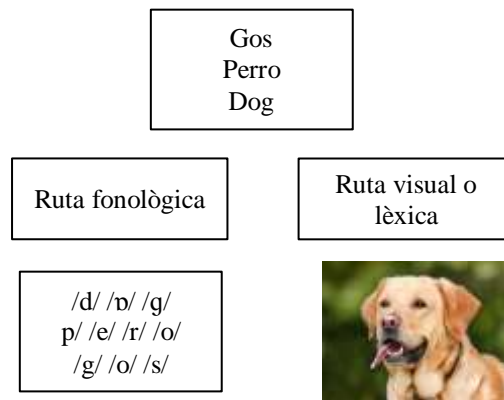 Gos
Perro
Dog
Ruta fonològica
Ruta visual o
lèxica
/d/ /ɒ/ /ɡ/
p/ /e/ /r/ /o/
/g/ /o/ /s/